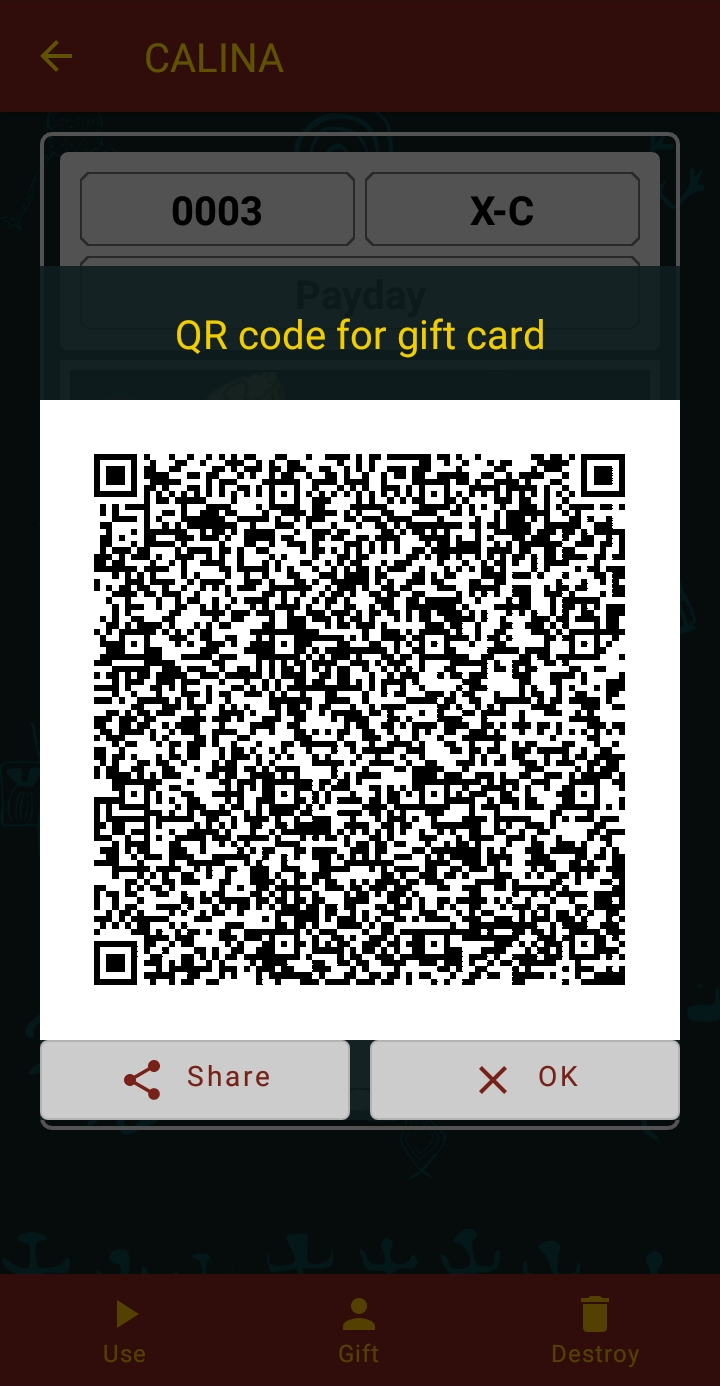 CALINA
0003
X-C
Payday
QR code for gift card
Share
OK
Use
Gift
Destroy